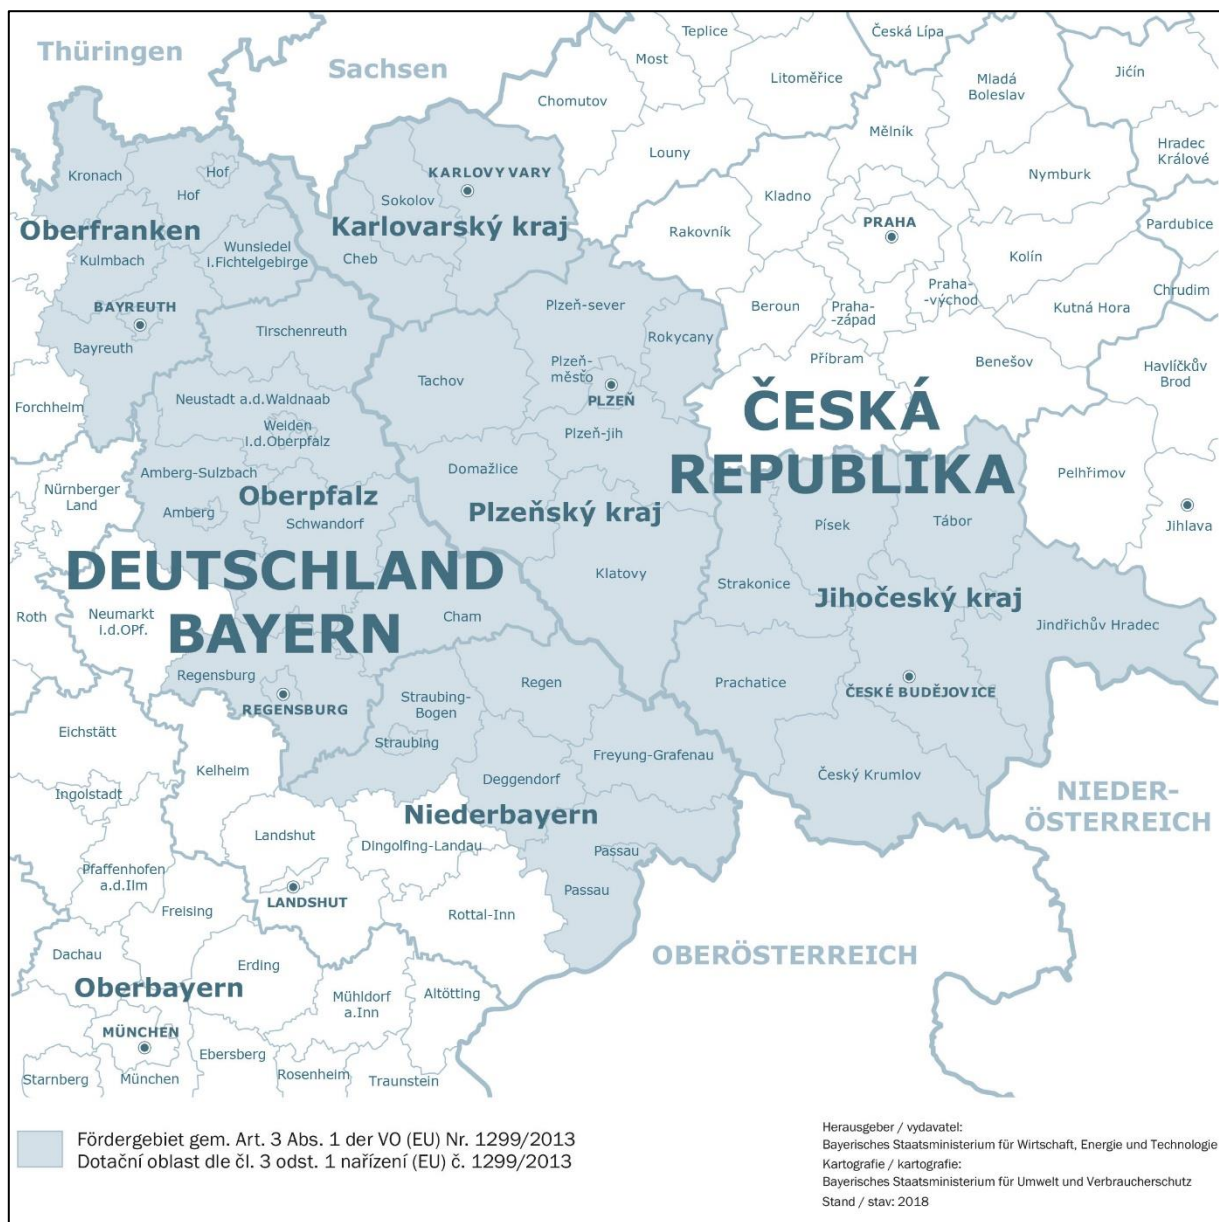 Thüringen
Sachsen
Teplice
Česká Lípa
Most
Litoměřice
Mladá
Boleslav
Jičín
Chomutov
Mělník
Hradec
Králové
Louny
Nymburk
Kronach
Hof
Hof
KARLOVY VARY
Sokolov
Kladno
Oberfranken
Karlovarský kraj
Rakovník
PRAHA
Pardubice
Wunsiedel
i.Fichtelgebirge
Kulmbach
Cheb
Kolín
BAYREUTH
Plzeň-sever
Beroun
Praha-
-západ
Praha-
-východ
Kutná Hora
Chrudim
Bayreuth
Tirschenreuth
Rokycany
Příbram
Benešov
Havlíčkův
Brod
Forchheim
Tachov
Plzeň-
město
PLZEŇ
Neustadt a.d.Waldnaab
Weiden
i.d.Oberpfalz
Plzeň-jih
ČESKÁ
REPUBLIKA
Nürnberger
Land
Amberg-Sulzbach
Domažlice
Pelhřimov
Oberpfalz
Amberg
Schwandorf
Plzeňský kraj
Písek
Tábor
Jihlava
DEUTSCHLAND
BAYERN
Klatovy
Strakonice
Jihočeský kraj
Roth
Neumarkt
i.d.OPf.
Cham
Jindřichův Hradec
Regensburg
REGENSBURG
Straubing-
Bogen
Regen
Prachatice
ČESKÉ BUDĚJOVICE
Eichstätt
Straubing
Freyung-Grafenau
Kelheim
Deggendorf
Český Krumlov
Ingolstadt
Niederbayern
NIEDER-
ÖSTERREICH
Landshut
Dingolfing-Landau
Passau
Pfaffenhofen
a.d.Ilm
LANDSHUT
Passau
Freising
Rottal-Inn
Dachau
Erding
OBERÖSTERREICH
Oberbayern
Mühldorf
a.Inn
Altötting
MÜNCHEN
Ebersberg
Starnberg
München
Rosenheim
Traunstein
Fördergebiet gem. Art. 3 Abs. 1 der VO (EU) Nr. 1299/2013
Dotační oblast dle čl. 3 odst. 1 nařízení (EU) č. 1299/2013
Herausgeber / vydavatel:
Bayerisches Staatsministerium für Wirtschaft, Energie und Technologie
Kartografie / kartografie:
Bayerisches Staatsministerium für Umwelt und Verbraucherschutz
Stand / stav: 2018